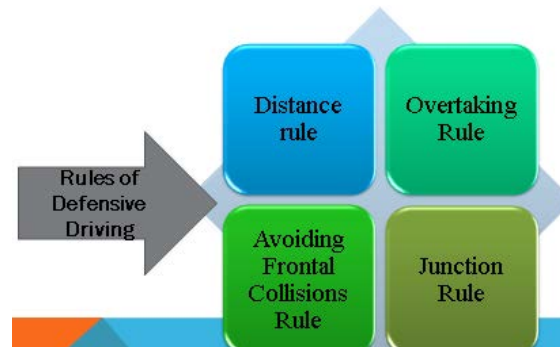 Distance
rule
Overtaking
Rule
Rules of
Defensive
Driving
Avoiding
Frontal
Collisions
Rule
Junction
Rule